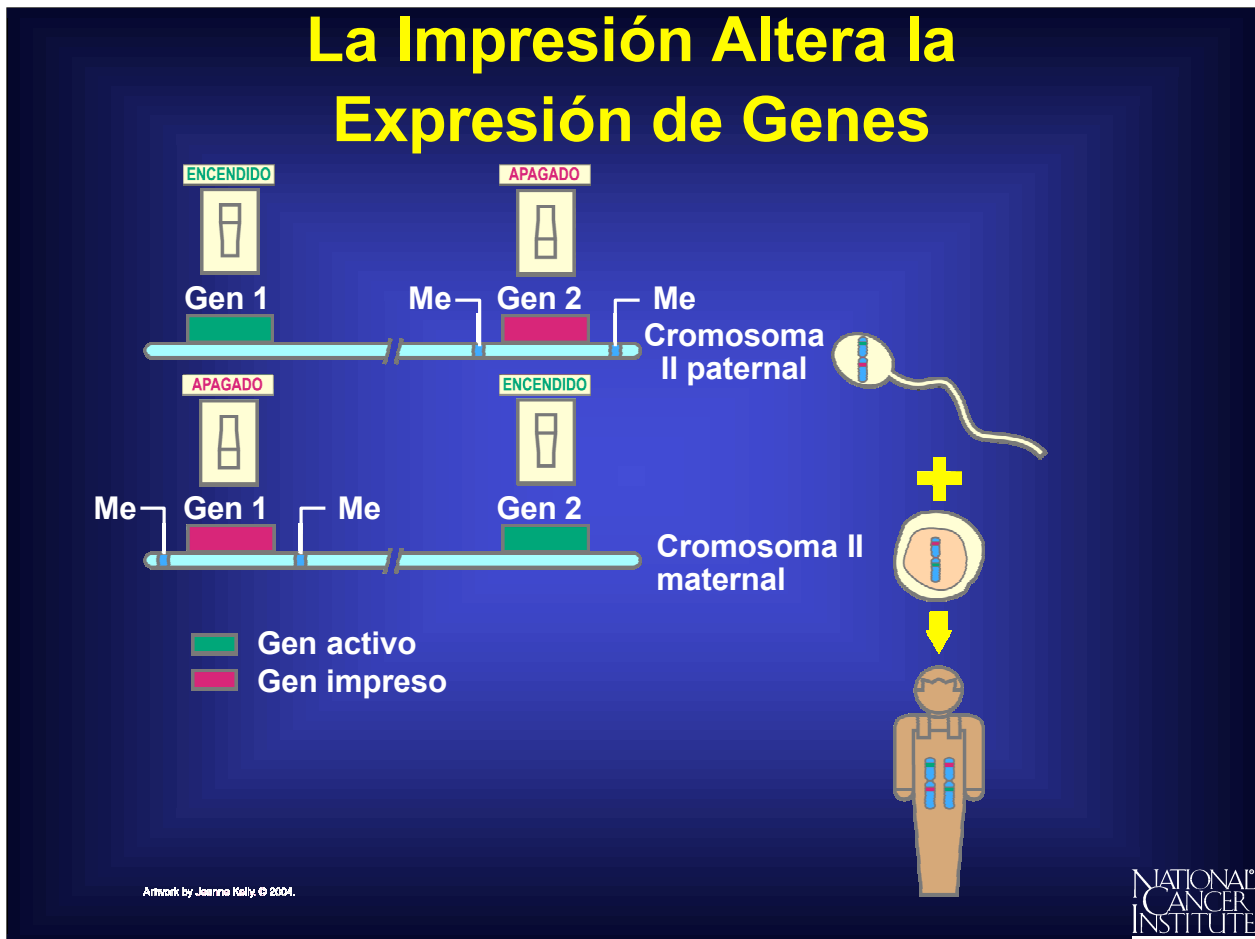 La Impresión Altera la
Expresión de Genes
ENCENDIDO
APAGADO
Gen 1
Me
Gen 2
Me
Cromosoma
II paternal
APAGADO
ENCENDIDO
Me
Gen 1
Me
Gen 2
Cromosoma II
maternal
Gen activo
Gen impreso
Artwork by Jeanne Kelly. © 2004.
NATIONAL
CANCER
INSTITUTE